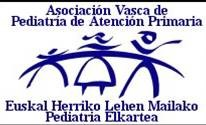 Asociación Vasca de
Pediatría de Atención Primaria
Euskal Herriko Lehen Mailako
Pediatria Elkartea